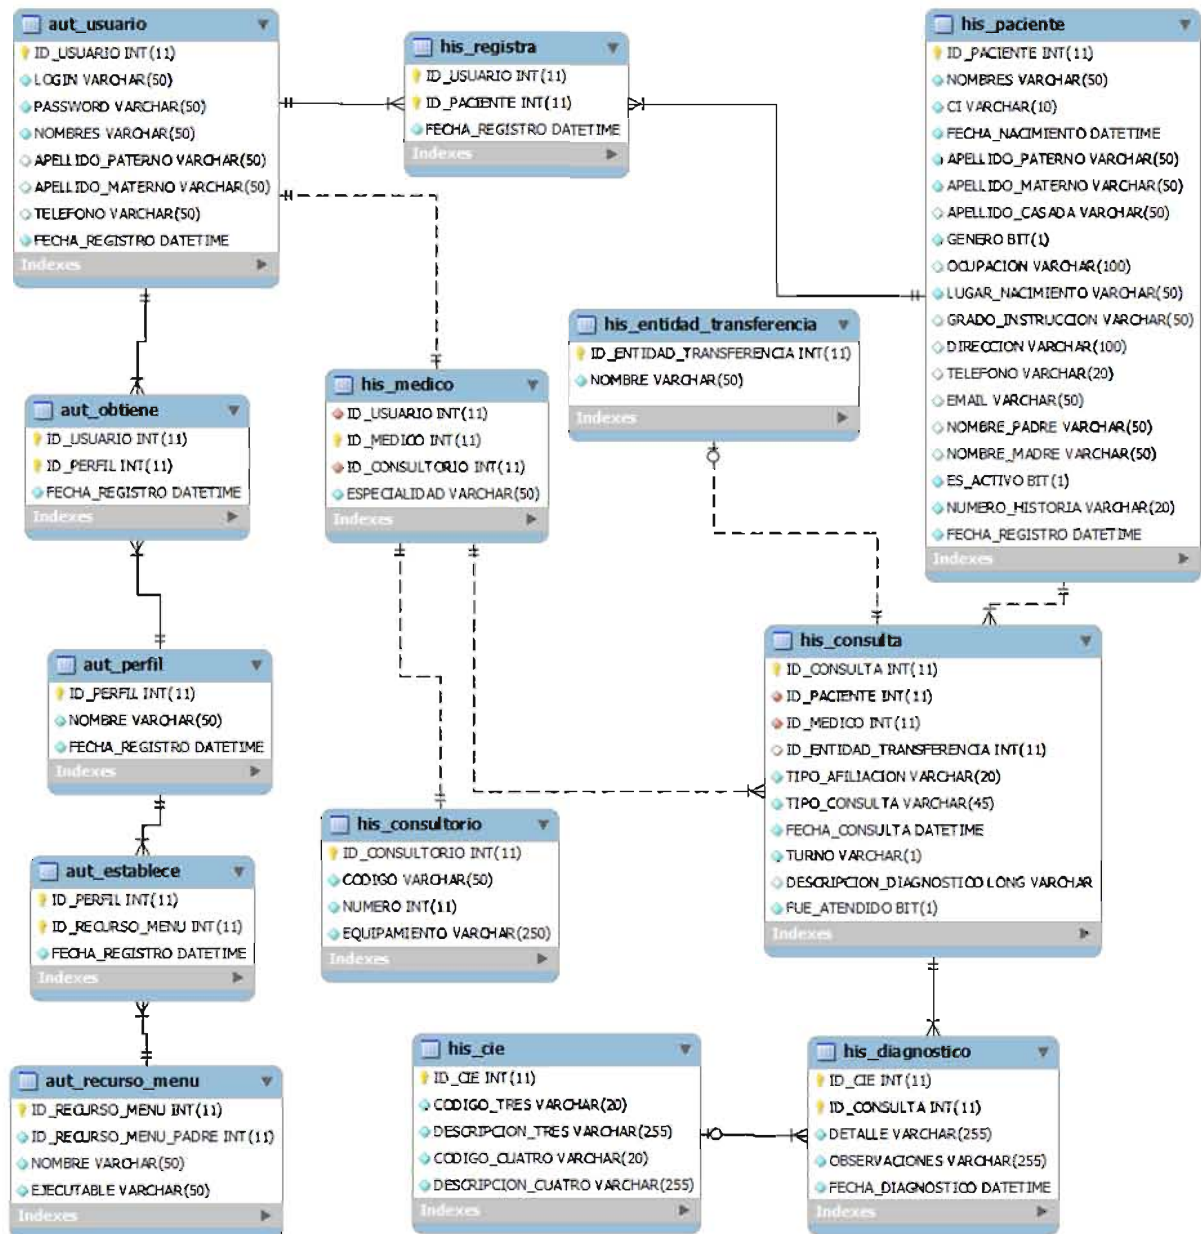 aut_usuario
ID_USUARIO INT(11)
LOGIN VARCHAR(50)
PASSWORD VARCHAR(50)
NOMBRES VARCHAR(50)
APELLIDO_PATERNO VARCHAR(50)
APELLIDO_MATERNO VARCHAR(50)
TELEFONO VARCHAR(50)
FECHA_REGISTRO DATETIME
Indexes
his_registra
ID_USUARIO INT(11)
ID_PACIENTE INT(11)
FECHA_REGISTRO DATETIME
Indexes
his_paciente
ID_PACIENTE INT(11)
NOMBRES VARCHAR(50)
CI VARCHAR(10)
FECHA_NACIMIENTO DATETIME
APELLIDO_PATERNO VARCHAR(50)
APELLIDO_MATERNO VARCHAR(50)
APELLIDO_CASADA VARCHAR(50)
GENERO BIT(1)
OCUPACION VARCHAR(100)
LUGAR_NACIMIENTO VARCHAR(50)
GRADO_INSTRUCCION VARCHAR(50)
DIRECCION VARCHAR(100)
TELEFONO VARCHAR(20)
EMAIL VARCHAR(50)
NOMBRE_PADRE VARCHAR(50)
NOMBRE_MADRE VARCHAR(50)
ES_ACTIVO BIT(1)
NUMERO_HISTORIA VARCHAR(20)
FECHA_REGISTRO DATETIME
Indexes
his_entidad_transferencia
ID_ENTIDAD_TRANSFERENCIA INT(11)
NOMBRE VARCHAR(50)
Indexes
his_medico
ID_USUARIO INT(11)
ID_MEDICO INT(11)
ID_CONSULTORIO INT(11)
ESPECIALIDAD VARCHAR(50)
Indexes
aut_obtiene
ID_USUARIO INT(11)
ID_PERFIL INT(11)
FECHA_REGISTRO DATETIME
Indexes
aut_perfil
ID_PERFIL INT(11)
NOMBRE VARCHAR(50)
FECHA_REGISTRO DATETIME
Indexes
his_consulta
ID_CONSULTA INT(11)
ID_PACIENTE INT(11)
ID_MEDICO INT(11)
ID_ENTIDAD_TRANSFERENCIA INT(11)
TIPO_AFILIACION VARCHAR(20)
TIPO_CONSULTA VARCHAR(45)
FECHA_CONSULTA DATETIME
TURNO VARCHAR(1)
DESCRIPCION_DIAGNOSTICO LONG VARCHAR
FUE_ATENDIDO BIT(1)
Indexes
his_consultorio
ID_CONSULTORIO INT(11)
CODIGO VARCHAR(50)
NUMERO INT(11)
EQUIPAMIENTO VARCHAR(250)
Indexes
aut_establece
ID_PERFIL INT(11)
ID_RECURSO_MENU INT(11)
FECHA_REGISTRO DATETIME
Indexes
aut_recurso_menu
ID_RECURSO_MENU INT(11)
ID_RECURSO_MENU_PADRE INT(11)
NOMBRE VARCHAR(50)
EJECUTABLE VARCHAR(50)
Indexes
his_cie
ID_CIE INT(11)
CODIGO_TRES VARCHAR(20)
DESCRIPCION_TRES VARCHAR(255)
CODIGO_CUATRO VARCHAR(20)
DESCRIPCION_CUATRO VARCHAR(255)
Indexes
his_diagnostico
ID_CIE INT(11)
ID_CONSULTA INT(11)
DETALLE VARCHAR(255)
OBSERVACIONES VARCHAR(255)
FECHA_DIAGNOSTICO DATETIME
Indexes